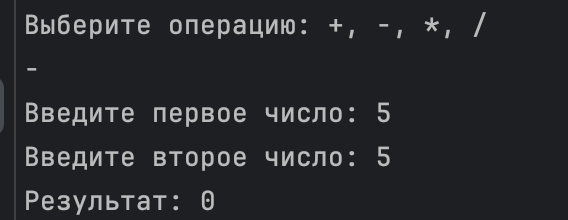 Выберите операцию: +, -, *, /
-
Введите первое число: 5
Введите второе число: 5
Результат: 0